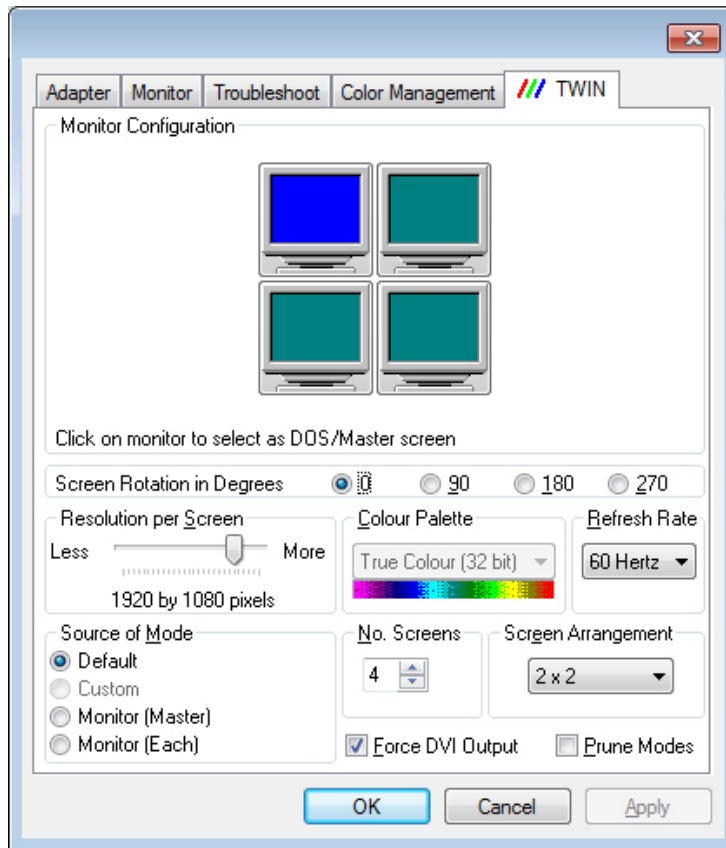 Adapter
Monitor
Troubleshoot
Color Management
TWIN
Monitor Configuration
Click on monitor to select as DOS/Master screen
Screen Rotation in Degrees 0 90 180 270
Resolution per Screen
Less More
1920 by 1080 pixels
Colour Palette
True Colour (32 bit)
Refresh Rate
60 Hertz
Source of Mode
Default
Custom
Monitor (Master)
Monitor (Each)
No. Screens
4
Screen Arrangement
2 x 2
Force DVI Output
Prune Modes
OK
Cancel
Apply